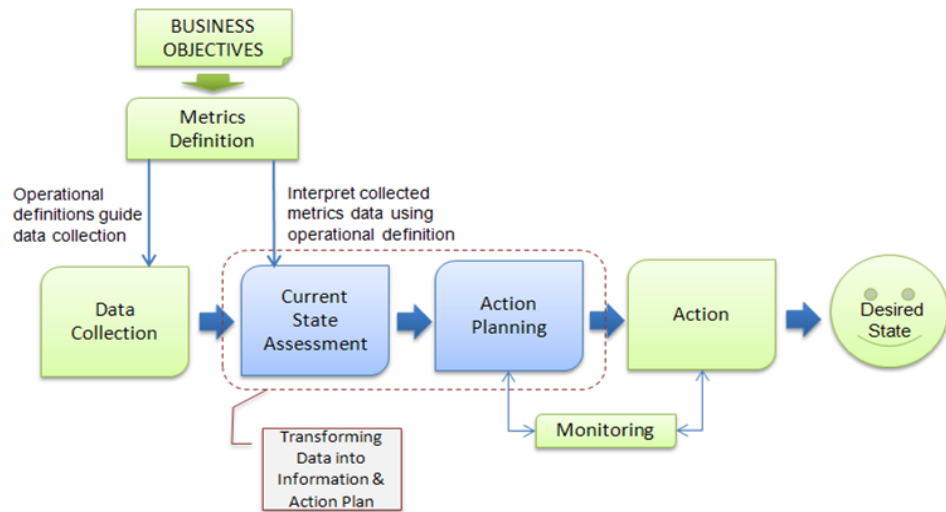 BUSINESS
OBJECTIVES
Metrics
Definition
Operational
definitions guide
data collection
Interpret collected
metrics data using
operational definition
Data
Collection
Current
State
Assessment
Action
Planning
Action
Desired
State
Monitoring
Transforming
Data into
Information &
Action Plan